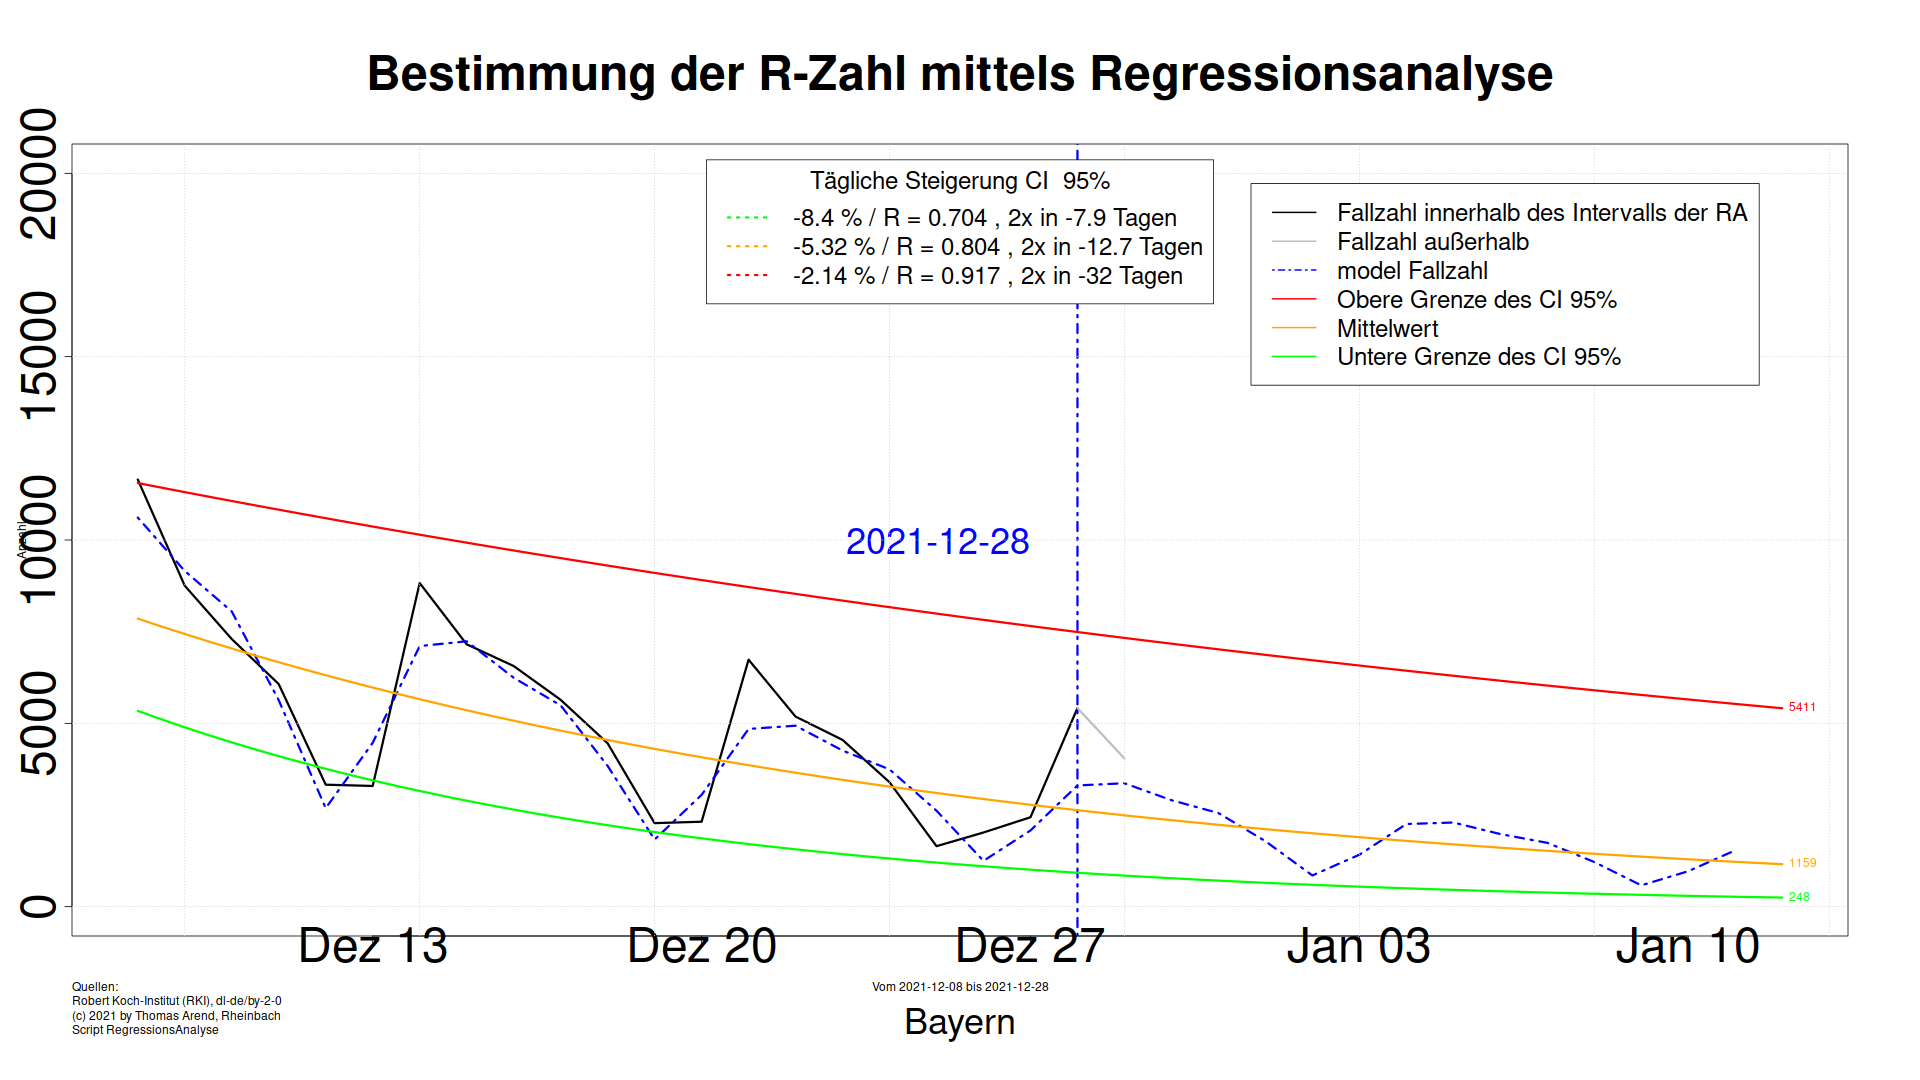 Bestimmung der R-Zahl mittels Regressionsanalyse
Anzahl
20000
15000
10000
5000
0
Tägliche Steigerung CI 95%
-8.4 % / R = 0.704 , 2x in -7.9 Tagen
-5.32 % / R = 0.804 , 2x in -12.7 Tagen
-2.14 % / R = 0.917 , 2x in -32 Tagen
Fallzahl innerhalb des Intervalls der RA
Fallzahl außerhalb
model Fallzahl
Obere Grenze des CI 95%
Mittelwert
Untere Grenze des CI 95%
2021-12-28
5411
1159
248
Dez 13 Dez 20 Dez 27 Jan 03 Jan 10
Quellen:
Robert Koch-Institut (RKI), dl-de/by-2-0
(c) 2021 by Thomas Arend, Rheinbach
Script RegressionsAnalyse
Vom 2021-12-08 bis 2021-12-28
Bayern